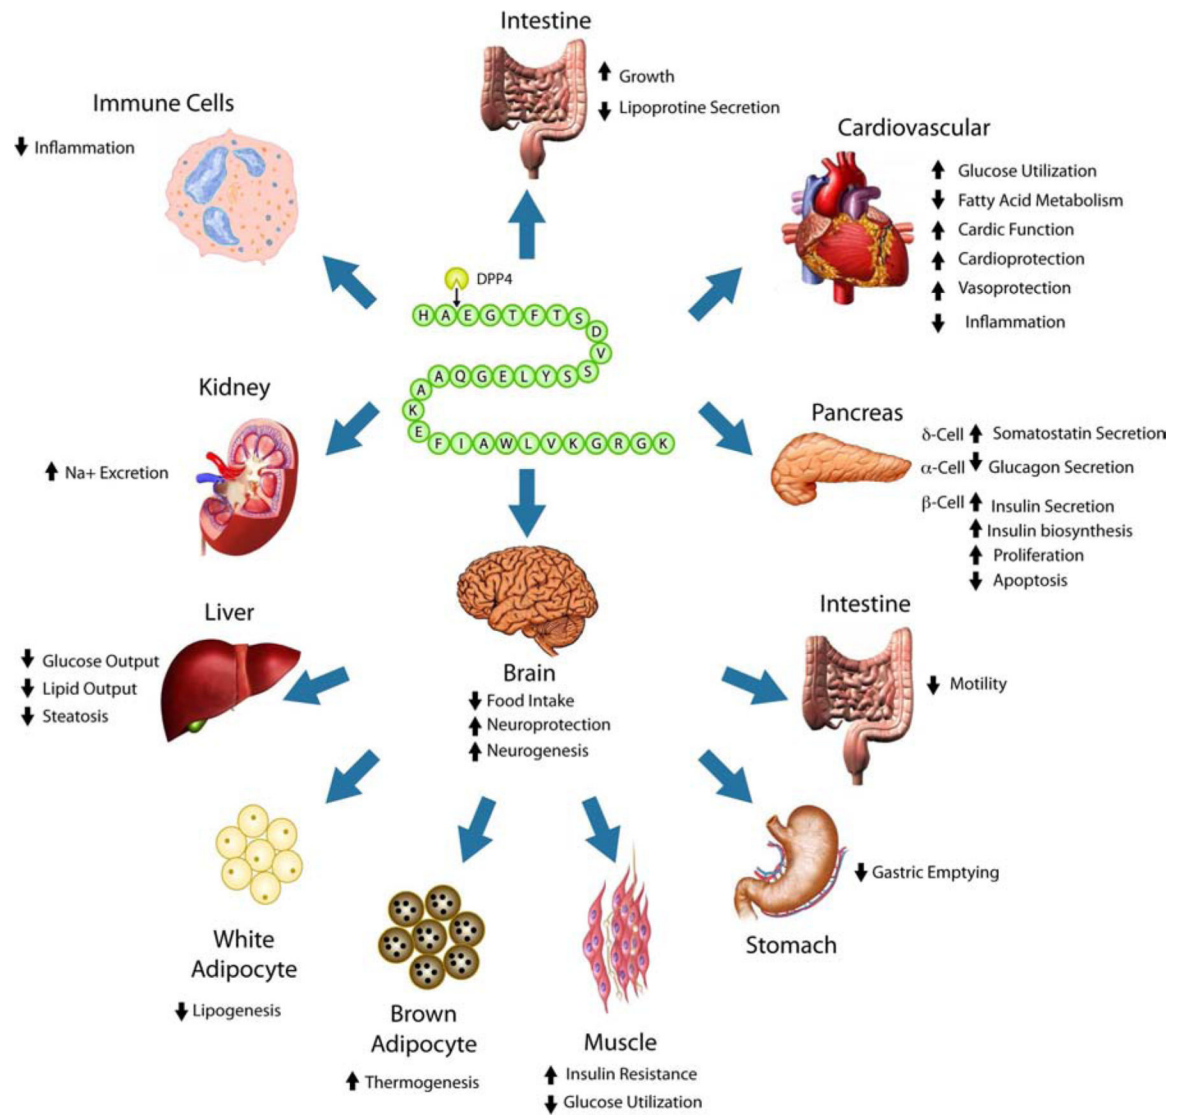 Intestine
Growth
Lipoprotine Secretion
Immune Cells
Inflammation
Cardiovascular
Glucose Utilization
Fatty Acid Metabolism
Cardic Function
Cardioprotection
Vasoprotection
Inflammation
DPP4
H A E G T F T S
D
V
A A Q G E L Y S S
K
E
F I A W L V K G R G K
Kidney
Na+ Excretion
Pancreas
δ-Cell Somatostatin Secretion
α-Cell Glucagon Secretion
β-Cell Insulin Secretion
Insulin biosynthesis
Proliferation
Apoptosis
Liver
Glucose Output
Lipid Output
Steatosis
Brain
Food Intake
Neuroprotection
Neurogenesis
Intestine
Motility
White
Adipocyte
Lipogenesis
Brown
Adipocyte
Thermogenesis
Muscle
Insulin Resistance
Glucose Utilization
Gastric Emptying
Stomach